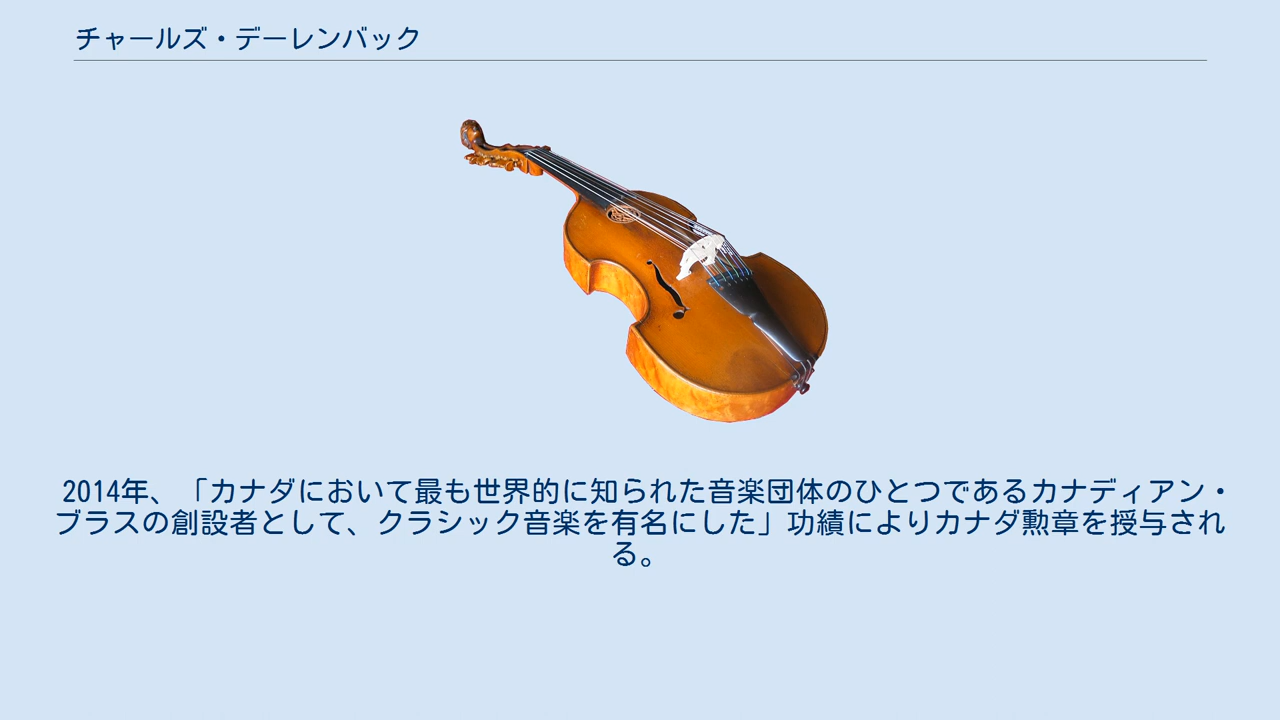 チャールズ・デーレンバック
2014年、「カナダにおいて最も世界的に知られた音楽団体のひとつであるカナディアン・
ブラスの創設者として、クラシック音楽を有名にした」功績によりカナダ勲章を授与され
る。